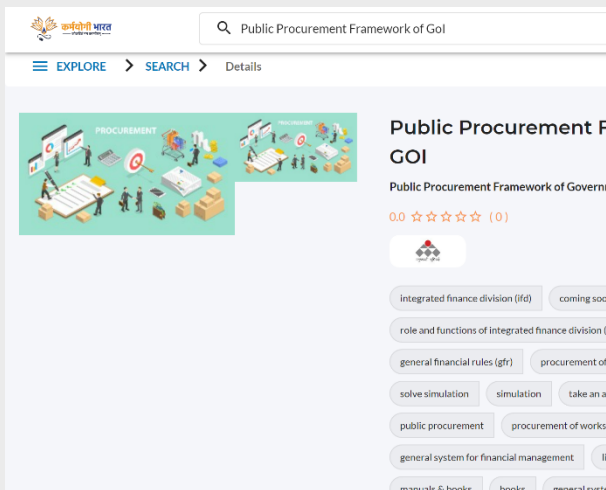 कर्मयोगी भारत
Public Procurement Framework of GoI
EXPLORE
SEARCH
Details
PROCUREMENT
PROCUREMENT
Public Procurement F
GOI
Public Procurement Framework of Govern
0.0
(0)
integrated finance division (ifd)
coming soo
role and functions of integrated finance division (
general financial rules (gfr)
procurement of
solve simulation
simulation
take an a
public procurement
procurement of works
general system for financial management
li
manuals & books
books
general syste